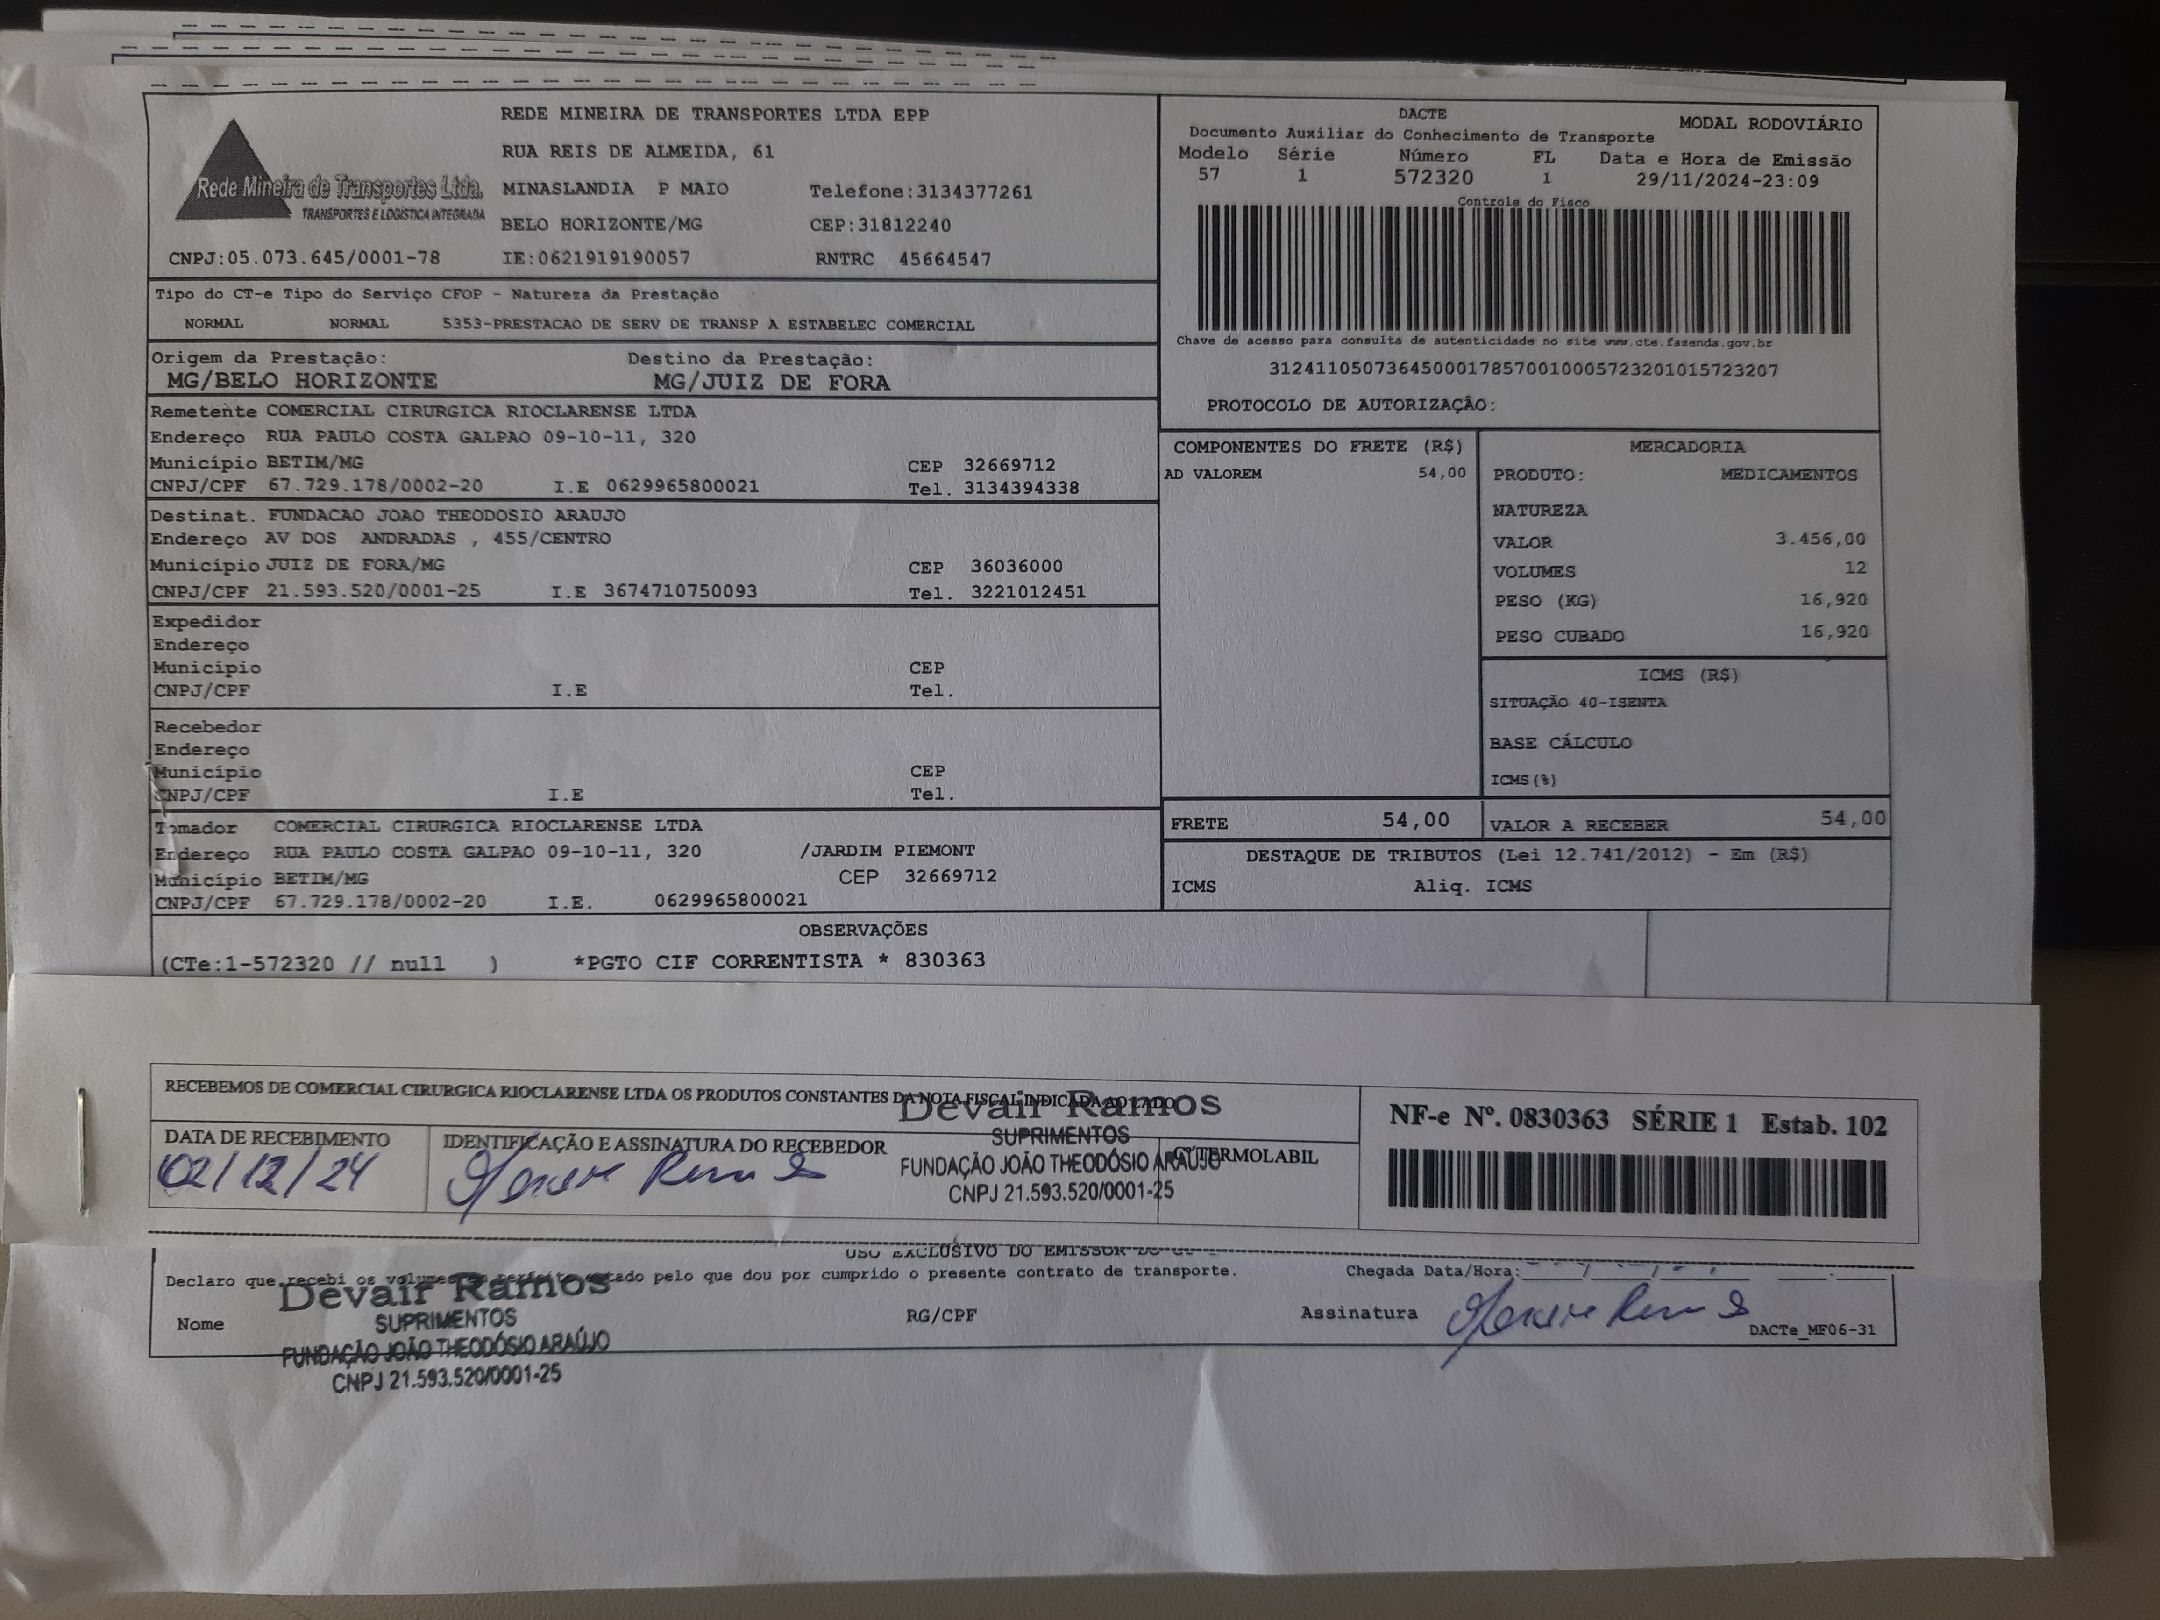 Rede Mineira de Transportes Ltda.
TRANSPORTES E LOGÍSTICA INTEGRADA
REDE MINEIRA DE TRANSPORTES LTDA EPP
RUA REIS DE ALMEIDA, 61
MINASLANDIA P MAIO Telefone:3134377261
BELO HORIZONTE/MG CEP:31812240
CNPJ:05.073.645/0001-78 IE:0621919190057 RNTRC 45664547
DACTE
MODAL RODOVIÁRIO
Documento Auxiliar do Conhecimento de Transporte
Modelo Série Número FL Data e Hora de Emissão
57 1 572320 1 29/11/2024-23:09
Controle do Fisco
Chave de acesso para consulta de autenticidade no site www.cte.fazenda.gov.br
31241105073645000178570010005723201015723207
PROTOCOLO DE AUTORIZAÇÃO:
Tipo do CT-e Tipo do Serviço CFOP - Natureza da Prestação
NORMAL NORMAL 5353-PRESTACAO DE SERV DE TRANSP A ESTABELEC COMERCIAL
Origem da Prestação: Destino da Prestação:
MG/BELO HORIZONTE MG/JUIZ DE FORA
Remetente COMERCIAL CIRURGICA RIOCLARENSE LTDA
Endereço RUA PAULO COSTA GALPAO 09-10-11, 320
Município BETIM/MG CEP 32669712
CNPJ/CPF 67.729.178/0002-20 I.E 0629965800021 Tel. 3134394338
Destinat. FUNDACAO JOAO THEODOSIO ARAUJO
Endereço AV DOS ANDRADAS , 455/CENTRO
Município JUIZ DE FORA/MG CEP 36036000
CNPJ/CPF 21.593.520/0001-25 I.E 3674710750093 Tel. 3221012451
Expedidor
Endereço
Município CEP
CNPJ/CPF I.E Tel.
Recebedor
Endereço
Município CEP
CNPJ/CPF I.E Tel.
Tomador COMERCIAL CIRURGICA RIOCLARENSE LTDA
Endereço RUA PAULO COSTA GALPAO 09-10-11, 320 /JARDIM PIEMONT
Município BETIM/MG CEP 32669712
CNPJ/CPF 67.729.178/0002-20 I.E. 0629965800021
COMPONENTES DO FRETE (R$)
AD VALOREM 54,00
MERCADORIA
PRODUTO: MEDICAMENTOS
NATUREZA
VALOR 3.456,00
VOLUMES 12
PESO (KG) 16,920
PESO CUBADO 16,920
ICMS (R$)
SITUAÇÃO 40-ISENTA
BASE CÁLCULO
ICMS(%)
FRETE 54,00 VALOR A RECEBER 54,00
DESTAQUE DE TRIBUTOS (Lei 12.741/2012) - Em (R$)
ICMS Aliq. ICMS
OBSERVAÇÕES
(CTe:1-572320 // null ) *PGTO CIF CORRENTISTA * 830363
RECEBEMOS DE COMERCIAL CIRURGICA RIOCLARENSE LTDA OS PRODUTOS CONSTANTES DA NOTA FISCAL INDICADA AO LADO
DATA DE RECEBIMENTO
02/12/24
IDENTIFICAÇÃO E ASSINATURA DO RECEBEDOR
Devair Ramos
SUPRIMENTOS
FUNDAÇÃO JOÃO THEODÓSIO ARAÚJO
CNPJ 21.593.520/0001-25
TERMOLABIL
NF-e Nº. 0830363 SÉRIE 1 Estab. 102
USO EXCLUSIVO DO EMISSOR DO
Declaro que recebi os volumes em perfeito estado pelo que dou por cumprido o presente contrato de transporte. Chegada Data/Hora:
Nome RG/CPF Assinatura
Devair Ramos
SUPRIMENTOS
FUNDAÇÃO JOÃO THEODÓSIO ARAÚJO
CNPJ 21.593.520/0001-25
DACTe_MF06-31